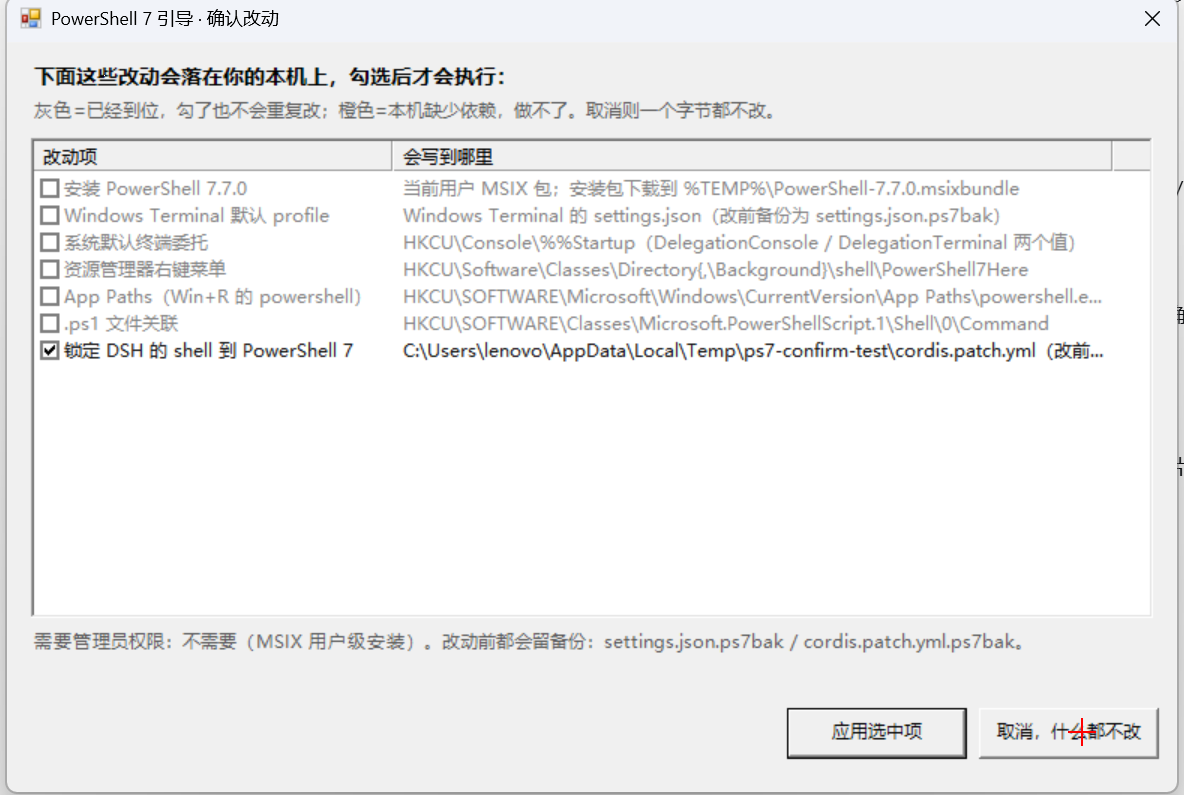 PowerShell 7 引导 · 确认改动
下面这些改动会落在你的本机上，勾选后才会执行：
灰色=已经到位，勾了也不会重复改；橙色=本机缺少依赖，做不了。取消则一个字节都不改。
改动项 会写到哪里
安装 PowerShell 7.7.0 当前用户 MSIX 包；安装包下载到 %TEMP%\PowerShell-7.7.0.msixbundle
Windows Terminal 默认 profile Windows Terminal 的 settings.json（改前备份为 settings.json.ps7bak）
系统默认终端委托 HKCU\Console\%%Startup（DelegationConsole / DelegationTerminal 两个值）
资源管理器右键菜单 HKCU\Software\Classes\Directory{,\Background}\shell\PowerShell7Here
App Paths（Win+R 的 powershell） HKCU\SOFTWARE\Microsoft\Windows\CurrentVersion\App Paths\powershell.e...
.ps1 文件关联 HKCU\SOFTWARE\Classes\Microsoft.PowerShellScript.1\Shell\0\Command
锁定 DSH 的 shell 到 PowerShell 7 C:\Users\lenovo\AppData\Local\Temp\ps7-confirm-test\cordis.patch.yml（改前...
需要管理员权限：不需要（MSIX 用户级安装）。改动前都会留备份：settings.json.ps7bak / cordis.patch.yml.ps7bak。
应用选中项 取消，什么都不改